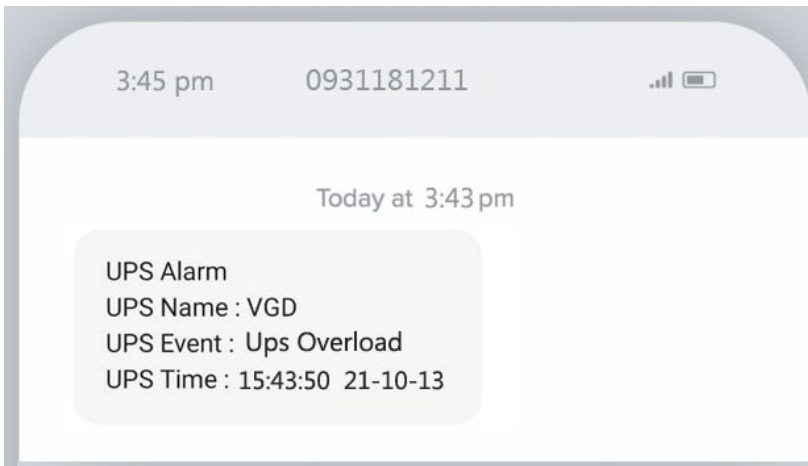 3:45 pm 0931181211
Today at 3:43 pm
UPS Alarm
UPS Name : VGD
UPS Event : Ups Overload
UPS Time : 15:43:50 21-10-13